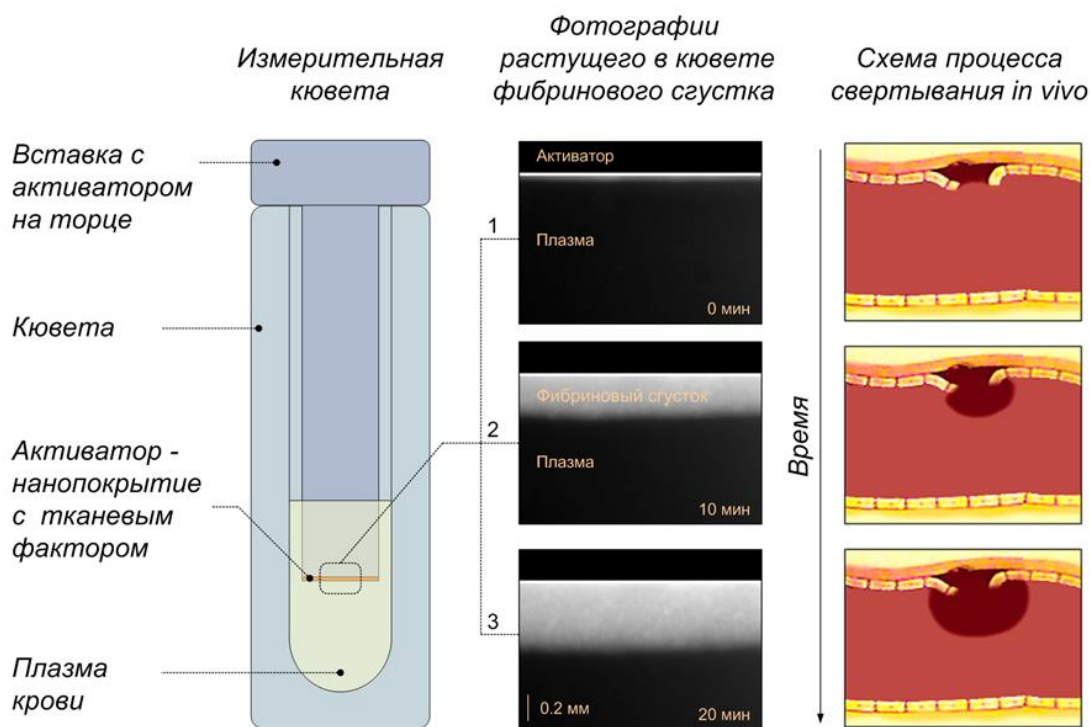 Измерительная
кювета
Фотографии
растущего в кювете
фибринового сгустка
Схема процесса
свертывания in vivo
Вставка с
активатором
на торце
Кювета
Активатор -
нанопокрытие
с тканевым
фактором
Плазма
крови
1
2
3
Активатор
Плазма
0 мин
Фибриновый сгусток
Плазма
10 мин
0.2 мм
20 мин
Время